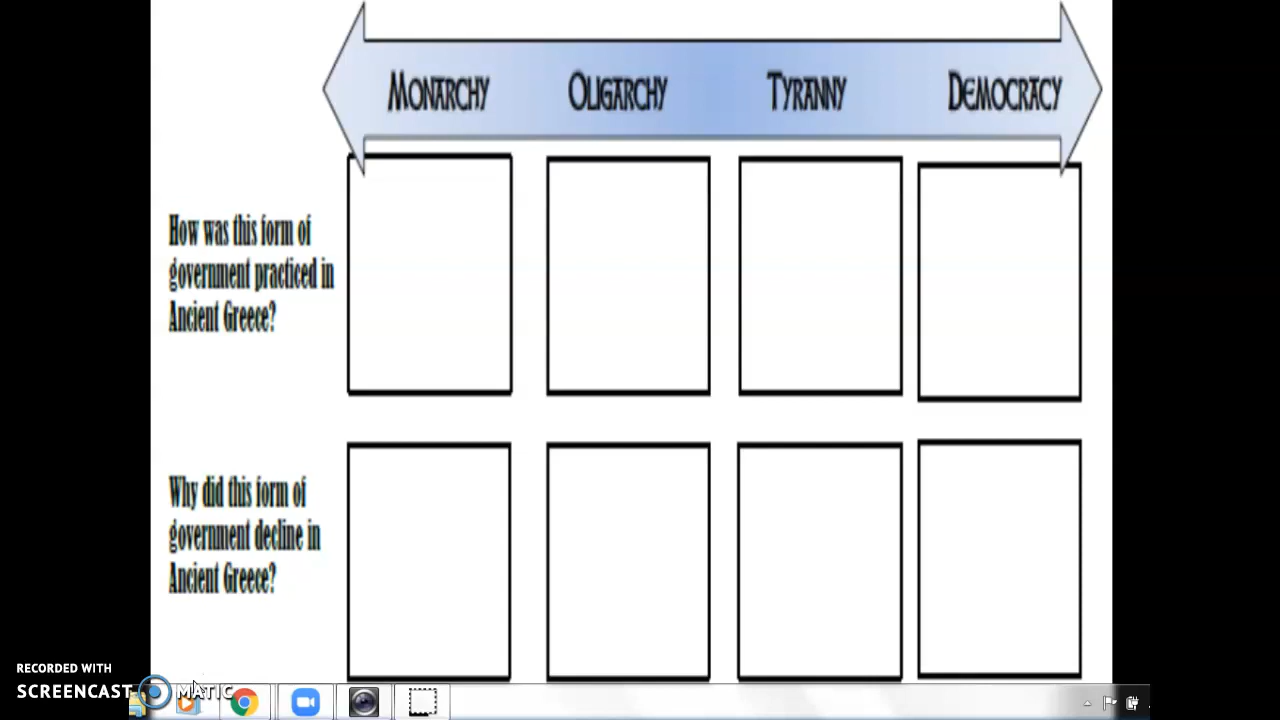 MONARCHY OLIGARCHY TYRANNY DEMOCRACY
How was this form of
government practiced in
Ancient Greece?
Why did this form of
government decline in
Ancient Greece?
RECORDED WITH
SCREENCAST MATIC